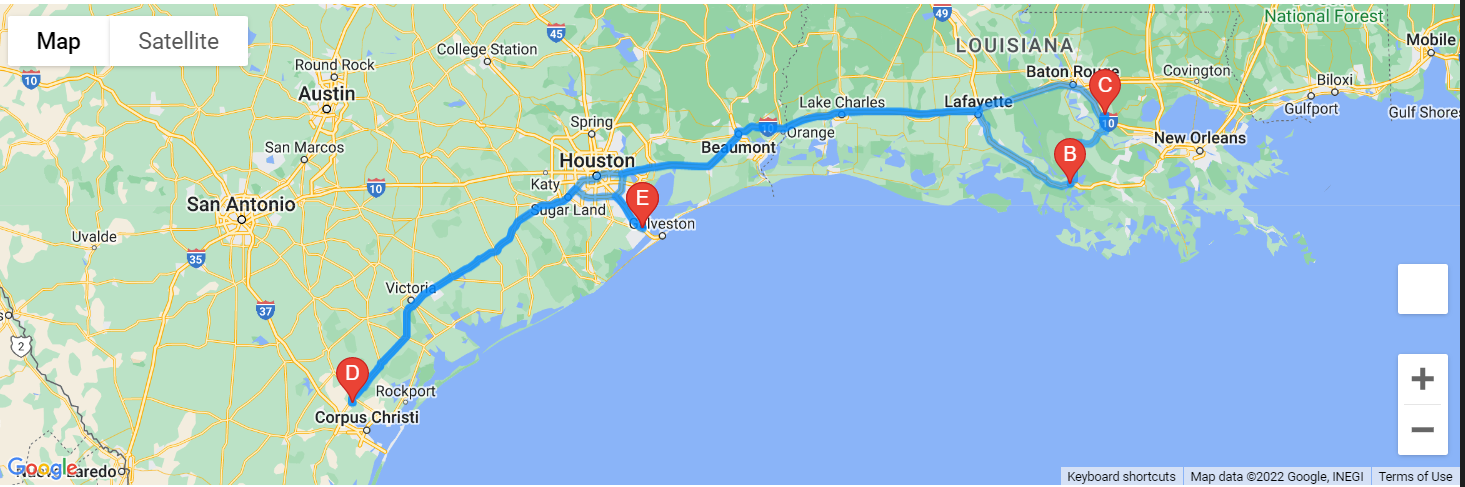 Map
Satellite
45
49
National Forest
LOUISIANA
Mobile
College Station
Round Rock
10
Austin
Baton Rouge
Covington
Biloxi
C
Lake Charles
Lafayette
Gulfport
Gulf Shores
Spring
10
Orange
10
New Orleans
San Marcos
Beaumont
Houston
B
Katy
10
E
San Antonio
Sugar Land
Galveston
Uvalde
35
Victoria
37
2
D
Rockport
Corpus Christi
+
−
Google
Laredo
Keyboard shortcuts
Map data ©2022 Google, INEGI
Terms of Use